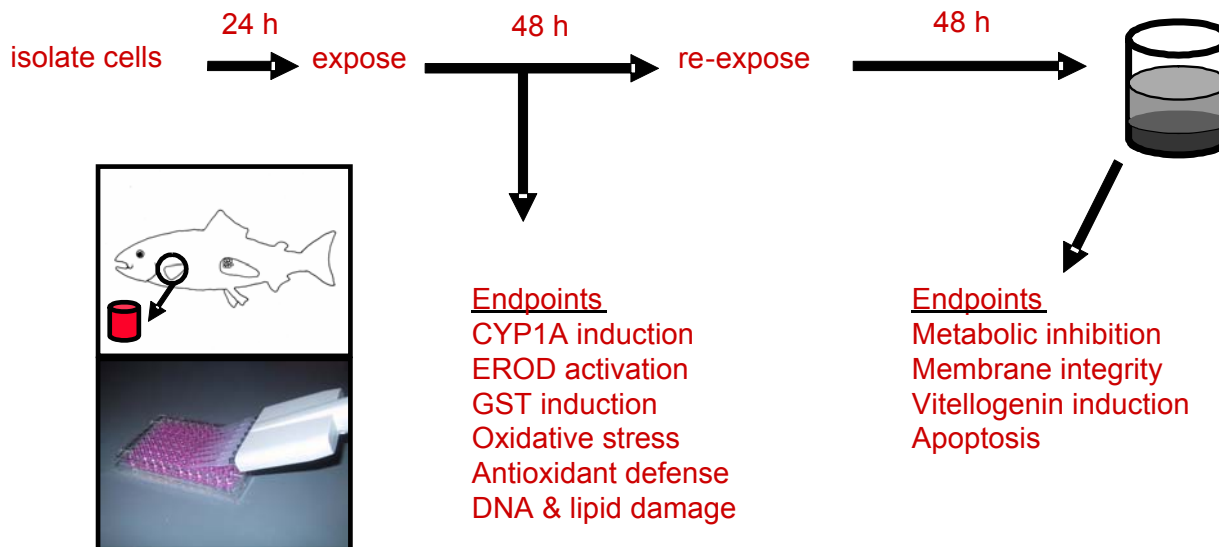 24 h
48 h
48 h
isolate cells
expose
re-expose
Endpoints
CYP1A induction
EROD activation
GST induction
Oxidative stress
Antioxidant defense
DNA & lipid damage
Endpoints
Metabolic inhibition
Membrane integrity
Vitellogenin induction
Apoptosis